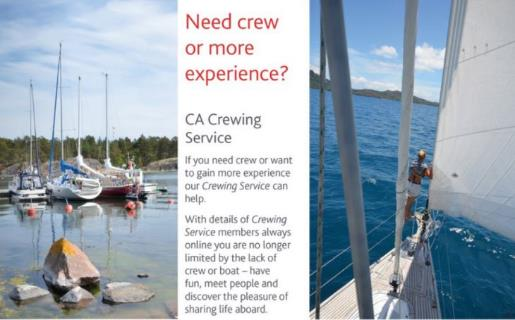 Need crew
or more
experience?
CA Crewing
Service
If you need crew or want
to gain more experience
our Crewing Service can
help.
With details of Crewing
Service members always
online you are no longer
limited by the lack of
crew or boat – have
fun, meet people and
discover the pleasure of
sharing life aboard.